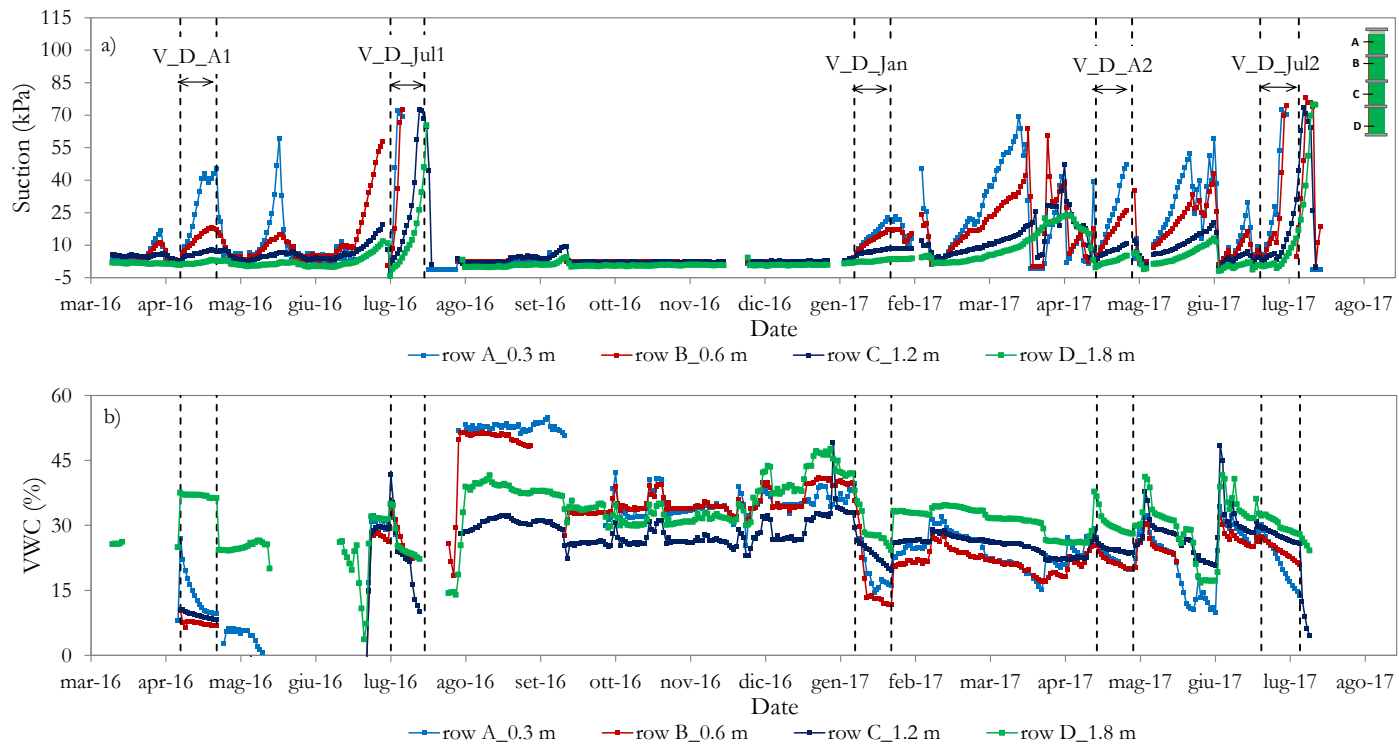 a)
V_D_A1
V_D_Jul1
V_D_Jan
V_D_A2
V_D_Jul2
A
B
C
D
Suction (kPa)
115
100
85
70
55
40
25
10
-5
mar-16 apr-16 mag-16 giu-16 lug-16 ago-16 set-16 ott-16 nov-16 dic-16 gen-17 feb-17 mar-17 apr-17 mag-17 giu-17 lug-17 ago-17
Date
row A_0.3 m row B_0.6 m row C_1.2 m row D_1.8 m
b)
VWC (%)
60
45
30
15
0
mar-16 apr-16 mag-16 giu-16 lug-16 ago-16 set-16 ott-16 nov-16 dic-16 gen-17 feb-17 mar-17 apr-17 mag-17 giu-17 lug-17 ago-17
Date
row A_0.3 m row B_0.6 m row C_1.2 m row D_1.8 m